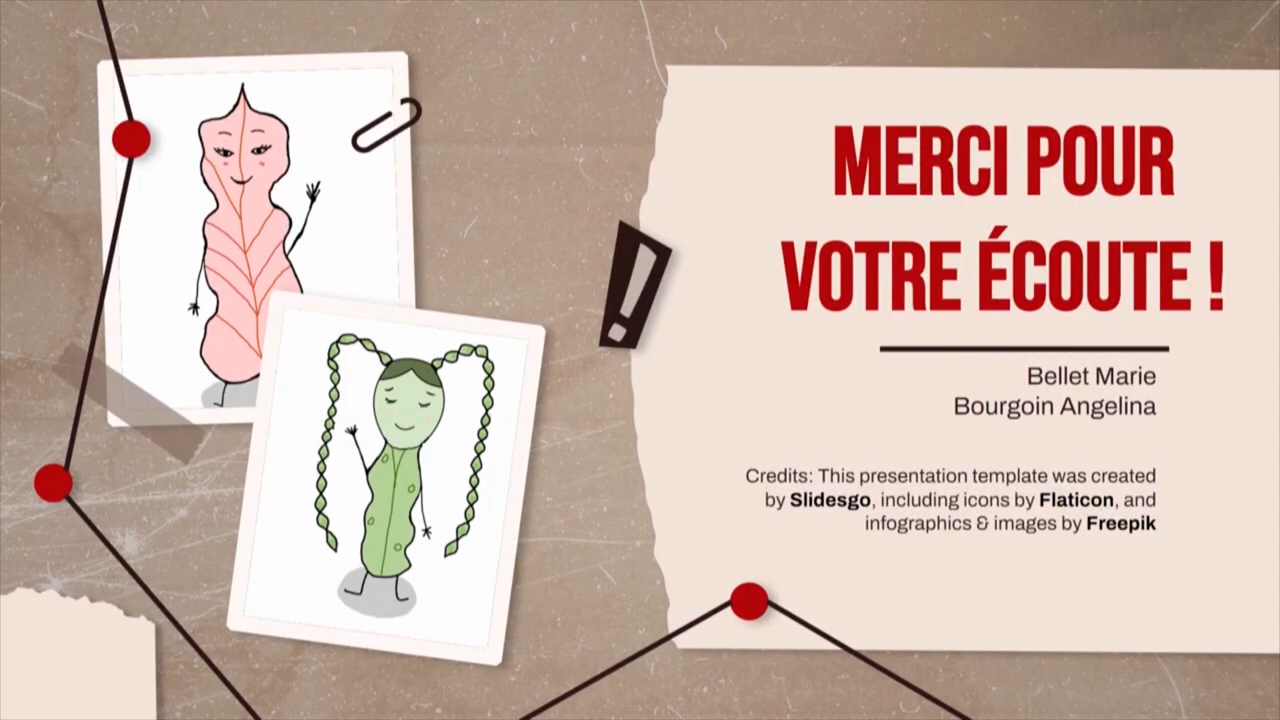 MERCI POUR
VOTRE ÉCOUTE !
Bellet Marie
Bourgoin Angelina
Credits: This presentation template was created
by Slidesgo, including icons by Flaticon, and
infographics & images by Freepik